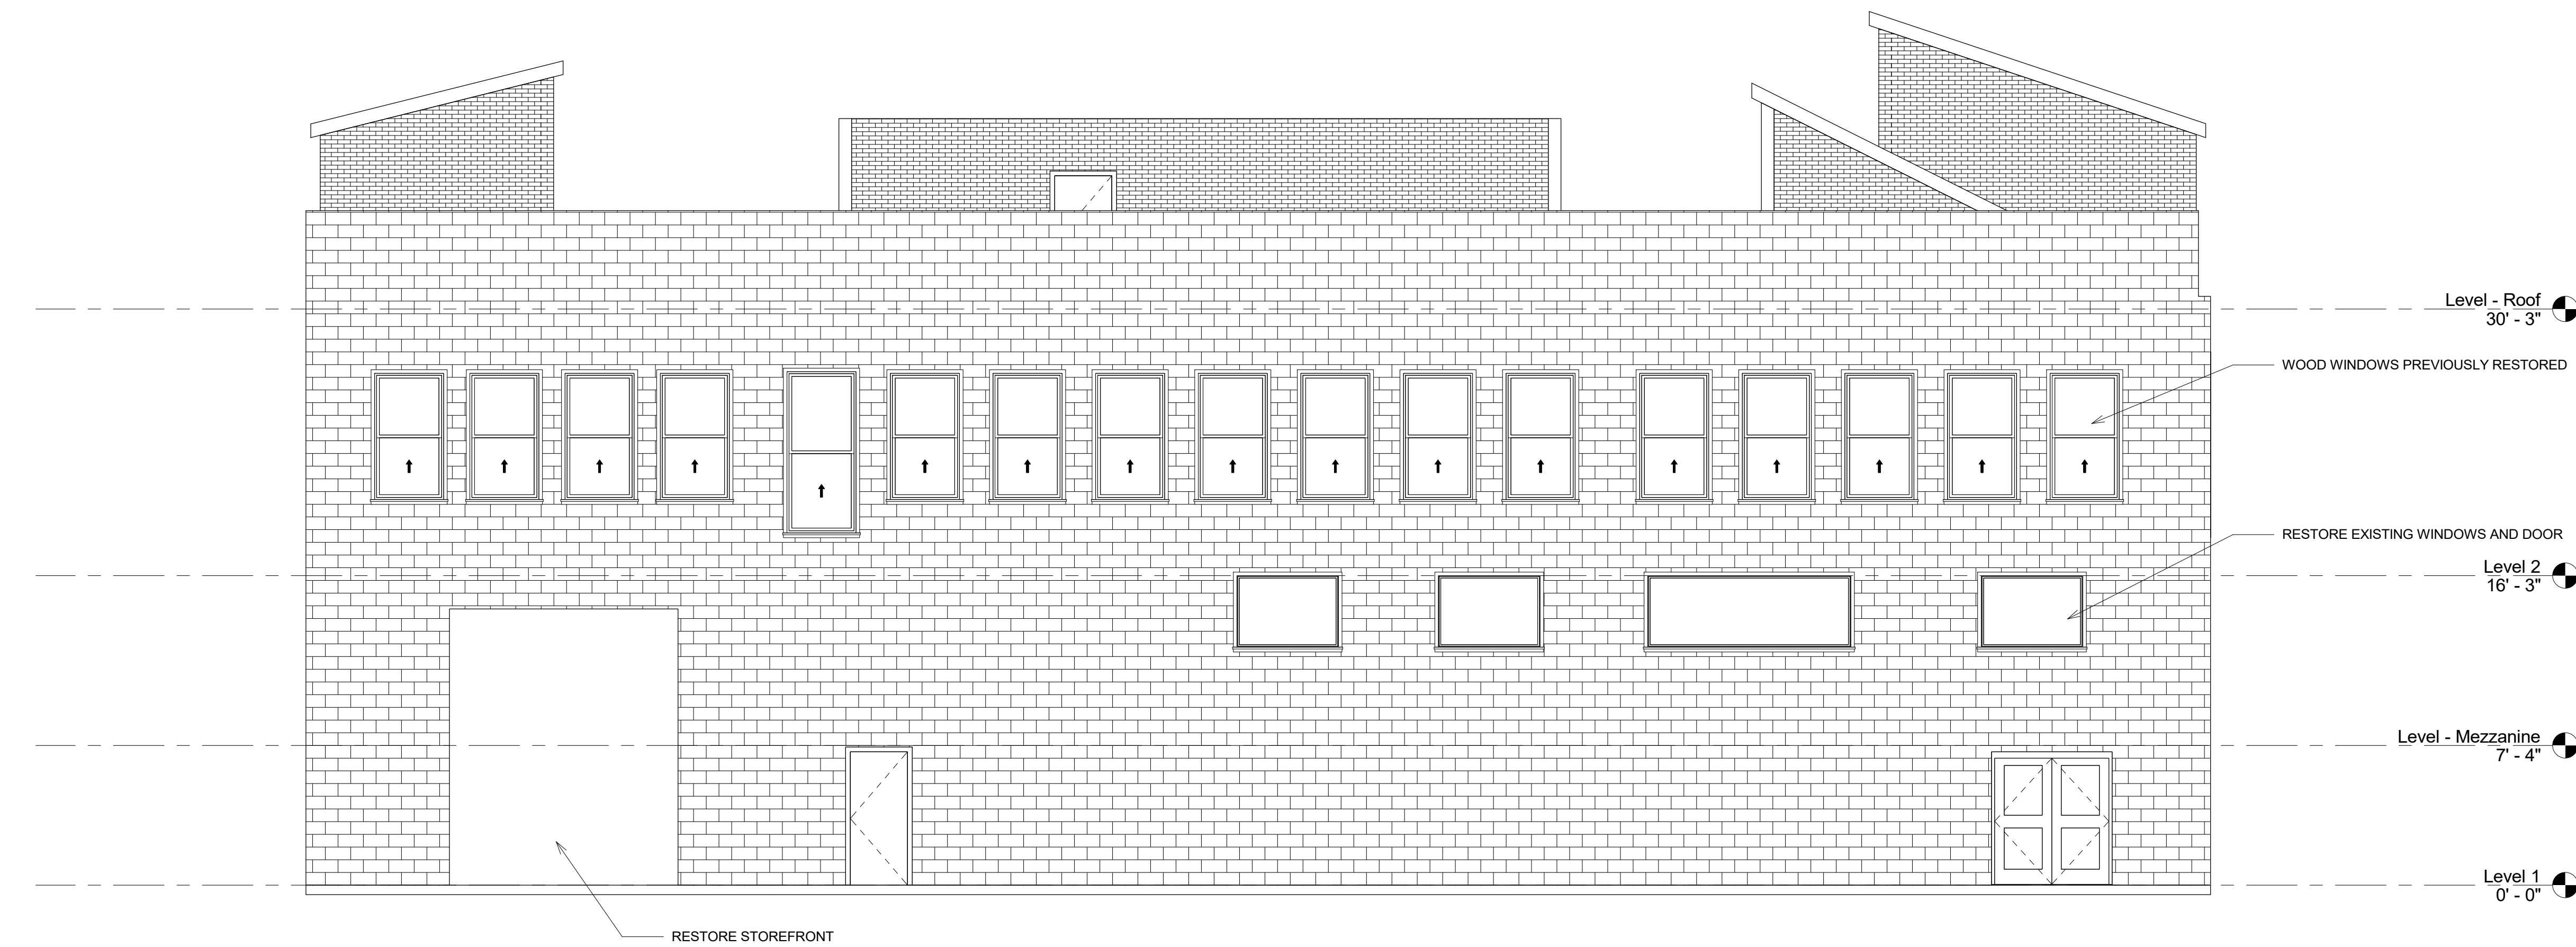 Level - Roof
30' - 3"
WOOD WINDOWS PREVIOUSLY RESTORED
RESTORE EXISTING WINDOWS AND DOOR
Level 2
16' - 3"
Level - Mezzanine
7' - 4"
Level 1
0' - 0"
RESTORE STOREFRONT